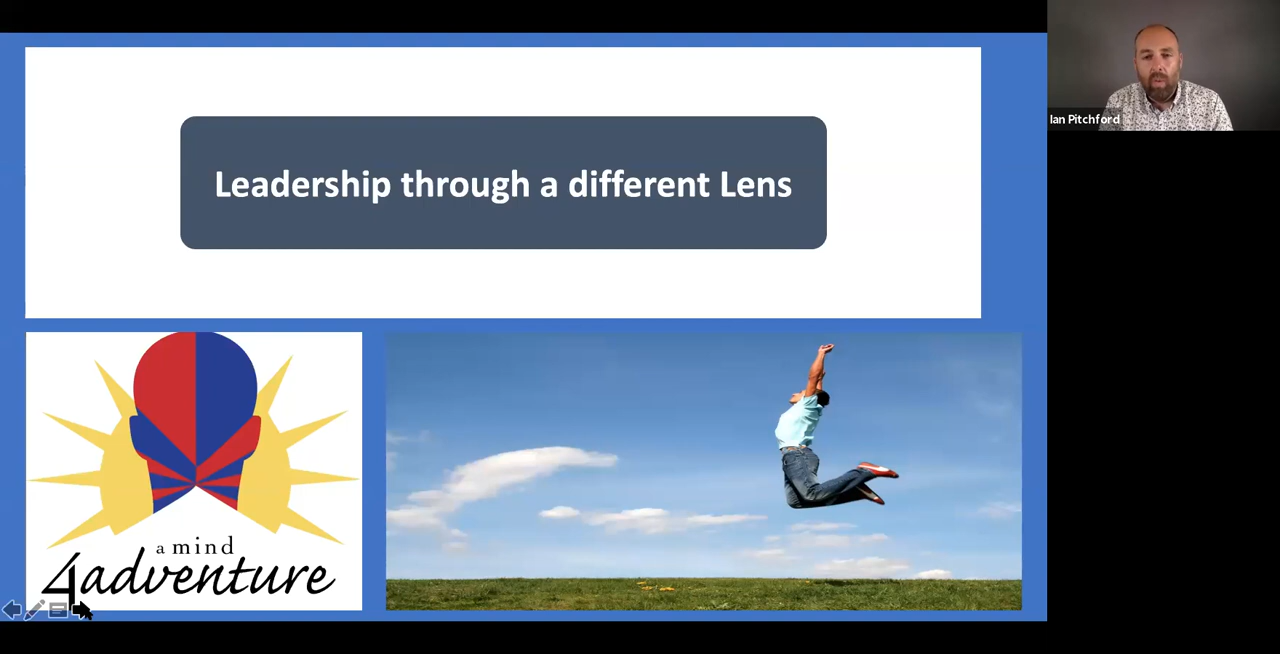 Leadership through a different Lens
Ian Pitchford
a mind
4adventure